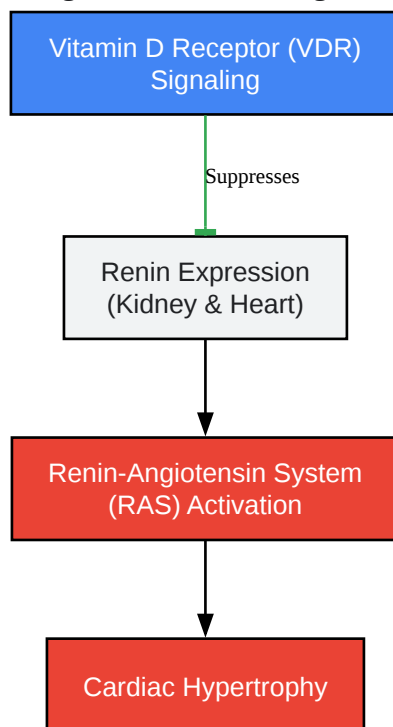 Vitamin D Receptor (VDR)
Signaling
Suppresses
Renin Expression
(Kidney & Heart)
Renin-Angiotensin System
(RAS) Activation
Cardiac Hypertrophy